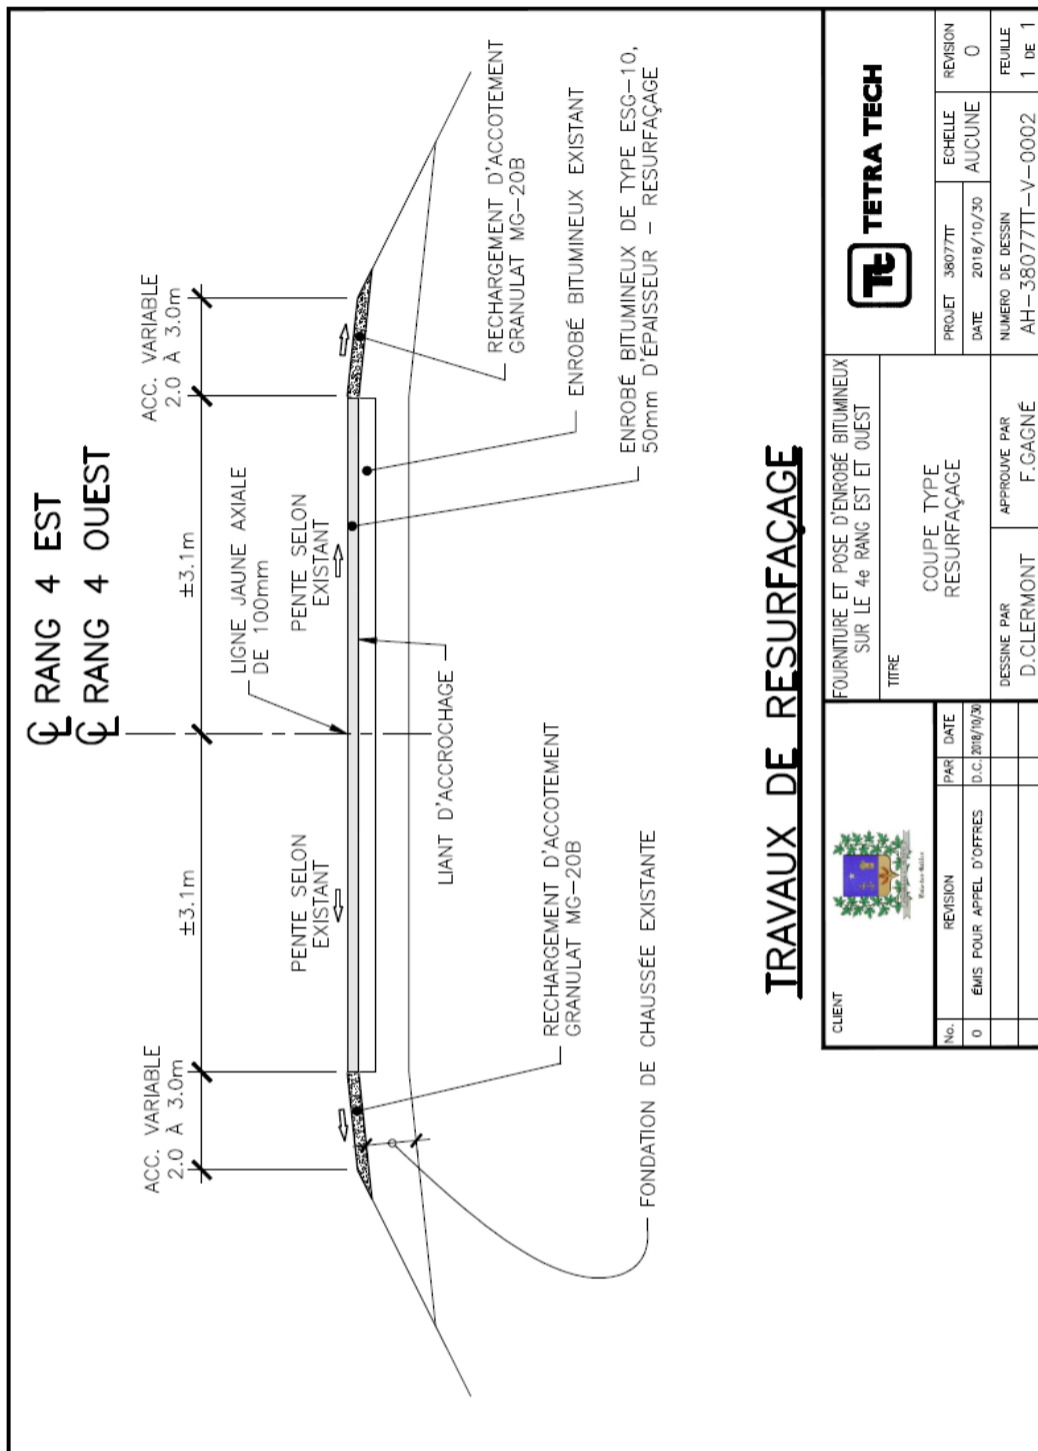 ℄ RANG 4 EST
℄ RANG 4 OUEST
ACC. VARIABLE
2.0 À 3.0m
±3.1m
±3.1m
ACC. VARIABLE
2.0 À 3.0m
LIGNE JAUNE AXIALE
DE 100mm
PENTE SELON
EXISTANT
PENTE SELON
EXISTANT
LIANT D'ACCROCHAGE
RECHARGEMENT D'ACCOTEMENT
GRANULAT MG-20B
RECHARGEMENT D'ACCOTEMENT
GRANULAT MG-20B
ENROBÉ BITUMINEUX EXISTANT
ENROBÉ BITUMINEUX DE TYPE ESG-10,
50mm D'ÉPAISSEUR - RESURFAÇAGE
FONDATION DE CHAUSSÉE EXISTANTE
TRAVAUX DE RESURFAÇAGE
CLIENT
No.
REVISION
PAR
DATE
0
ÉMIS POUR APPEL D'OFFRES
D.C.
2018/10/30
FOURNITURE ET POSE D'ENROBÉ BITUMINEUX
SUR LE 4e RANG EST ET OUEST
TITRE
COUPE TYPE
RESURFAÇAGE
DESSINE PAR
D.CLERMONT
APPROUVE PAR
F.GAGNÉ
Tt
TETRA TECH
PROJET 38077TT
ECHELLE
AUCUNE
REVISION
0
DATE 2018/10/30
NUMERO DE DESSIN
AH-38077TT-V-0002
FEUILLE
1 DE 1